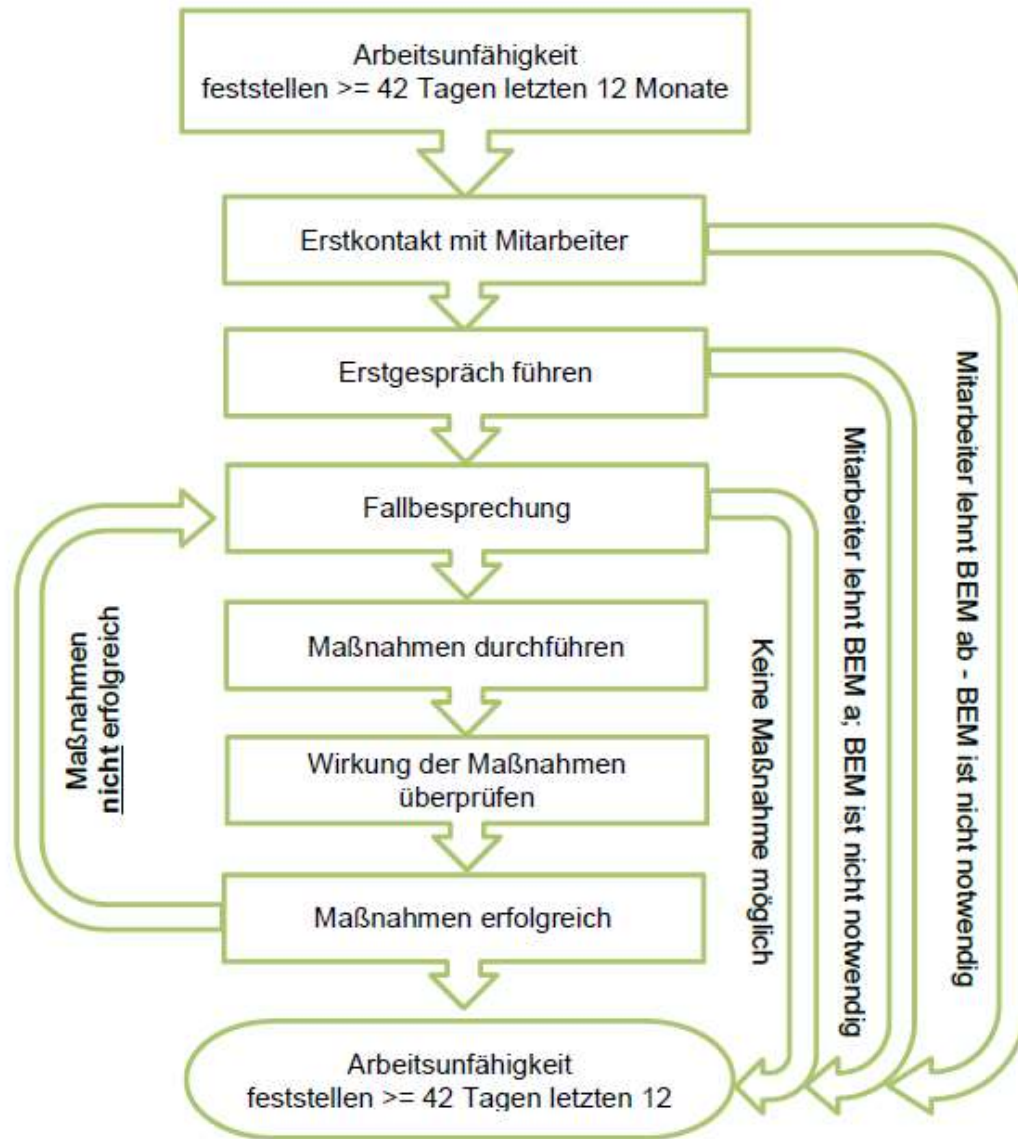 Arbeitsunfähigkeit
feststellen >= 42 Tagen letzten 12 Monate
Erstkontakt mit Mitarbeiter
Erstgespräch führen
Fallbesprechung
Maßnahmen durchführen
Wirkung der Maßnahmen
überprüfen
Maßnahmen erfolgreich
Arbeitsunfähigkeit
feststellen >= 42 Tagen letzten 12
Maßnahmen
nicht erfolgreich
Keine Maßnahme möglich
Mitarbeiter lehnt BEM a; BEM ist nicht notwendig
Mitarbeiter lehnt BEM ab - BEM ist nicht notwendig